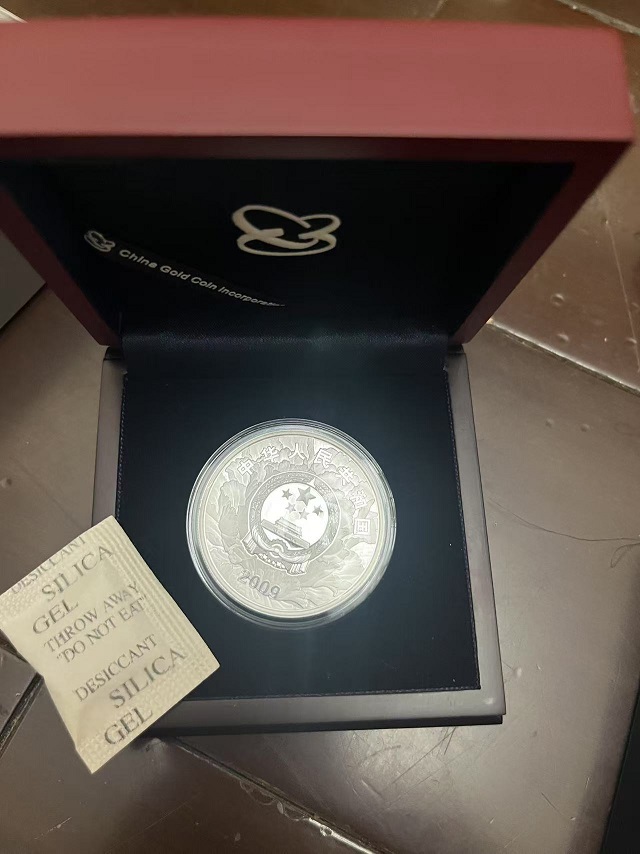 China Gold Coin Incorporation
中华人民共和国
2009
DESICCANT
SILICA
GEL
THROW AWAY
"DO NOT EAT"
DESICCANT
SILICA
GEL